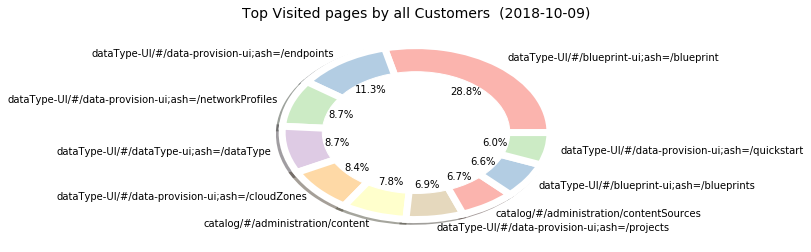 Top Visited pages by all Customers  (2018-10-09)
dataType-UI/#/data-provision-ui;ash=/endpoints
dataType-UI/#/blueprint-ui;ash=/blueprint
11.3%
28.8%
dataType-UI/#/data-provision-ui;ash=/networkProfiles
8.7%
8.7%
6.0%
dataType-UI/#/dataType-ui;ash=/dataType
dataType-UI/#/data-provision-ui;ash=/quickstart
8.4%
6.6%
7.8%
6.9%
6.7%
dataType-UI/#/blueprint-ui;ash=/blueprints
dataType-UI/#/data-provision-ui;ash=/cloudZones
catalog/#/administration/contentSources
catalog/#/administration/content
dataType-UI/#/data-provision-ui;ash=/projects